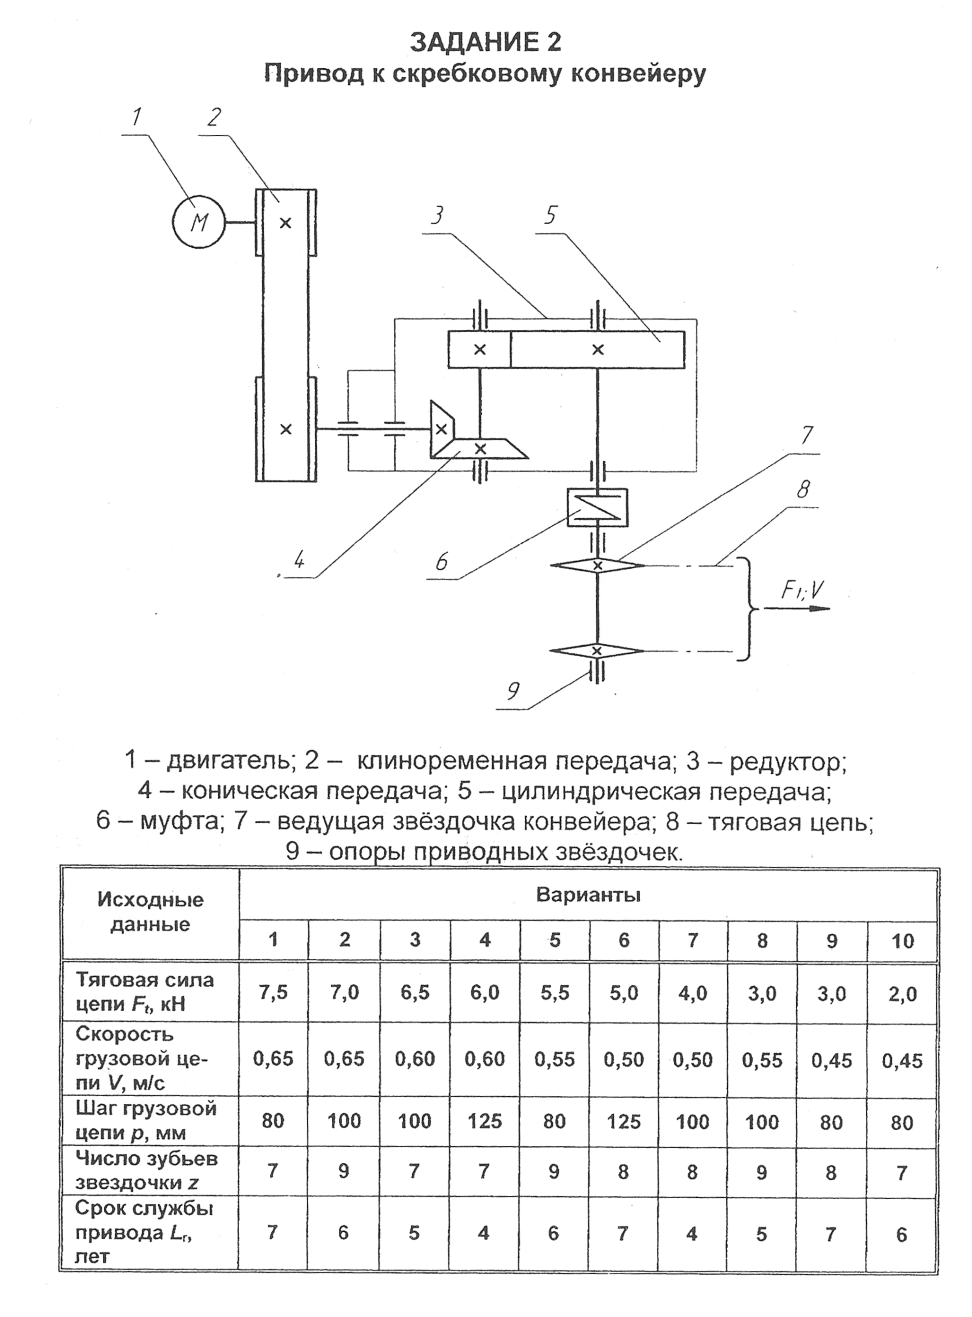 ЗАДАНИЕ 2
Привод к скребковому конвейеру
1
2
3
5
М
7
8
4
6
F₁; V
9
1 – двигатель; 2 – клиноременная передача; 3 – редуктор;
4 – коническая передача; 5 – цилиндрическая передача;
6 – муфта; 7 – ведущая звёздочка конвейера; 8 – тяговая цепь;
9 – опоры приводных звёздочек.
Исходные данные Варианты
1 2 3 4 5 6 7 8 9 10
Тяговая сила
цепи Ft, кН 7,5 7,0 6,5 6,0 5,5 5,0 4,0 3,0 3,0 2,0
Скорость
грузовой це-
пи V, м/с 0,65 0,65 0,60 0,60 0,55 0,50 0,50 0,55 0,45 0,45
Шаг грузовой
цепи р, мм 80 100 100 125 80 125 100 100 80 80
Число зубьев
звездочки z 7 9 7 7 9 8 8 9 8 7
Срок службы
привода Lr,
лет 7 6 5 4 6 7 4 5 7 6